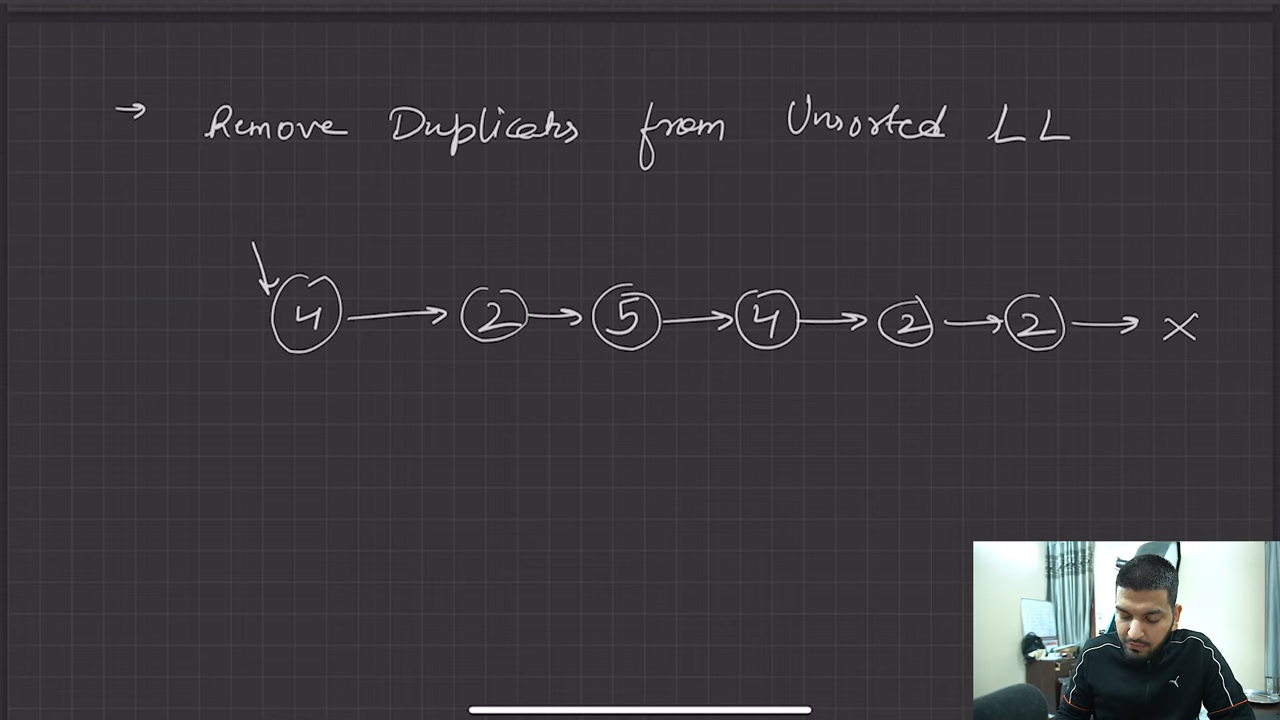 → Remove Duplicates from Unsorted LL
4 → 2 → 5 → 4 → 2 → 2 → X